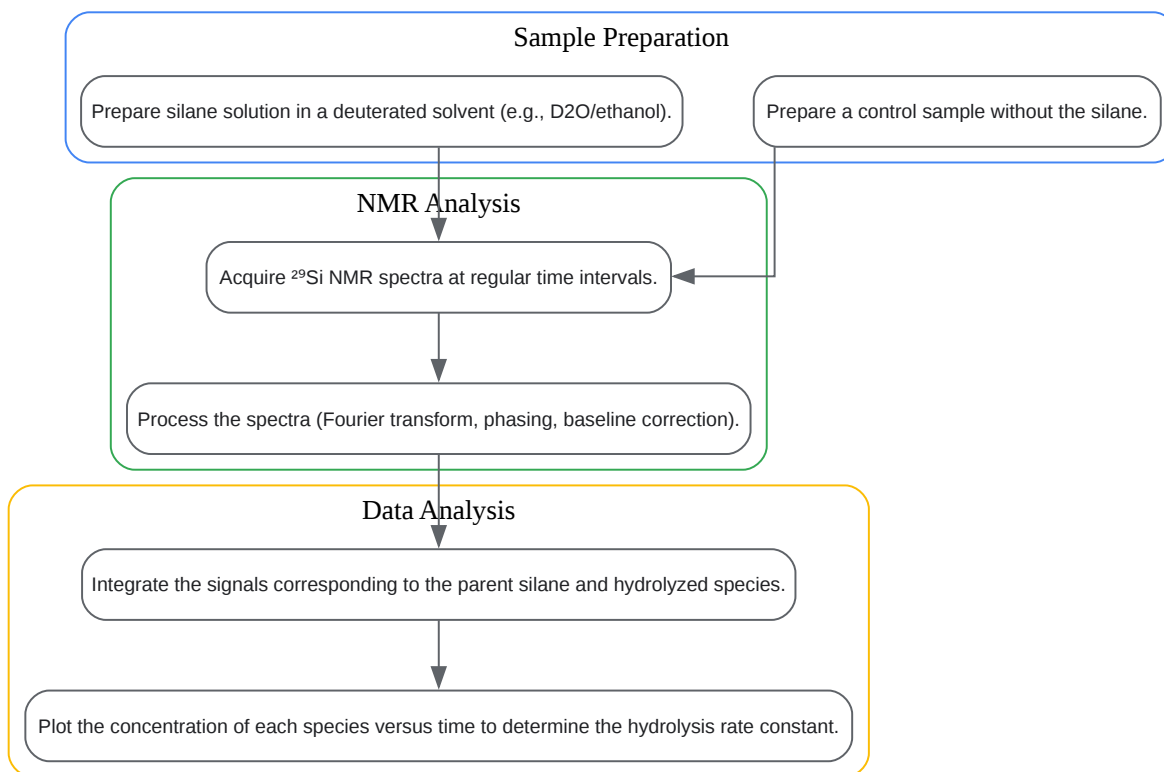 Sample Preparation
Prepare silane solution in a deuterated solvent (e.g., D2O/ethanol).
Prepare a control sample without the silane.
NMR Analysis
Acquire ²⁹Si NMR spectra at regular time intervals.
Process the spectra (Fourier transform, phasing, baseline correction).
Data Analysis
Integrate the signals corresponding to the parent silane and hydrolyzed species.
Plot the concentration of each species versus time to determine the hydrolysis rate constant.